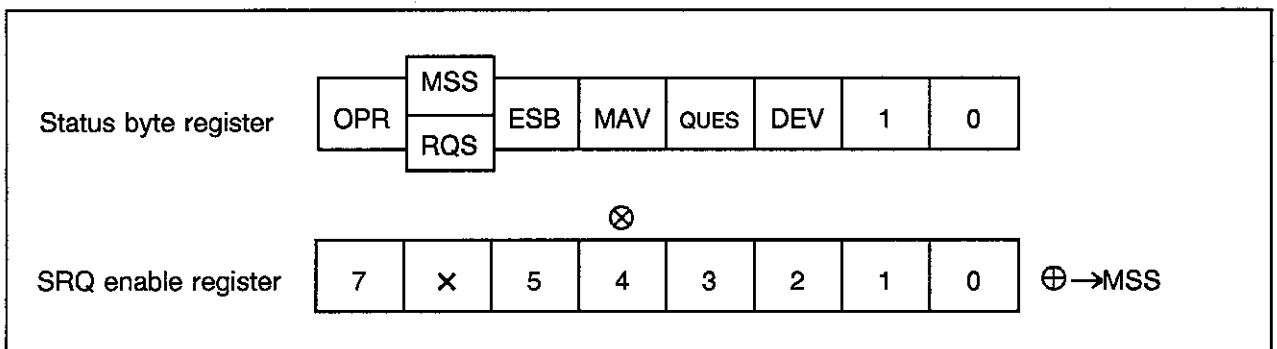 MSS
Status byte register OPR ESB MAV QUES DEV 1 0
RQS
⊗
SRQ enable register 7 × 5 4 3 2 1 0 ⊕→MSS